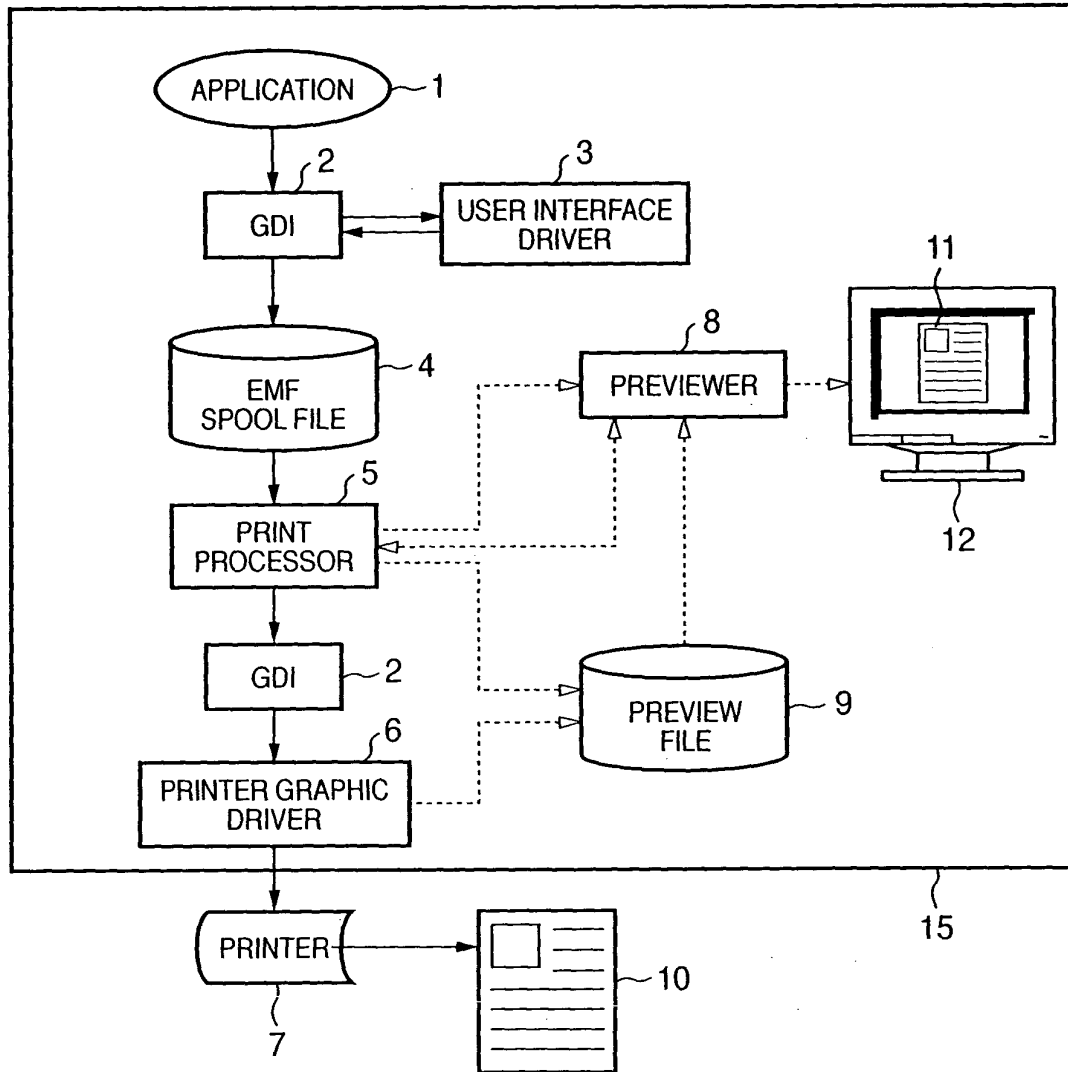 APPLICATION
1
2
3
GDI
USER INTERFACE
DRIVER
11
4
8
EMF
SPOOL FILE
PREVIEWER
5
12
PRINT
PROCESSOR
GDI
2
PREVIEW
FILE
9
6
PRINTER GRAPHIC
DRIVER
15
PRINTER
10
7